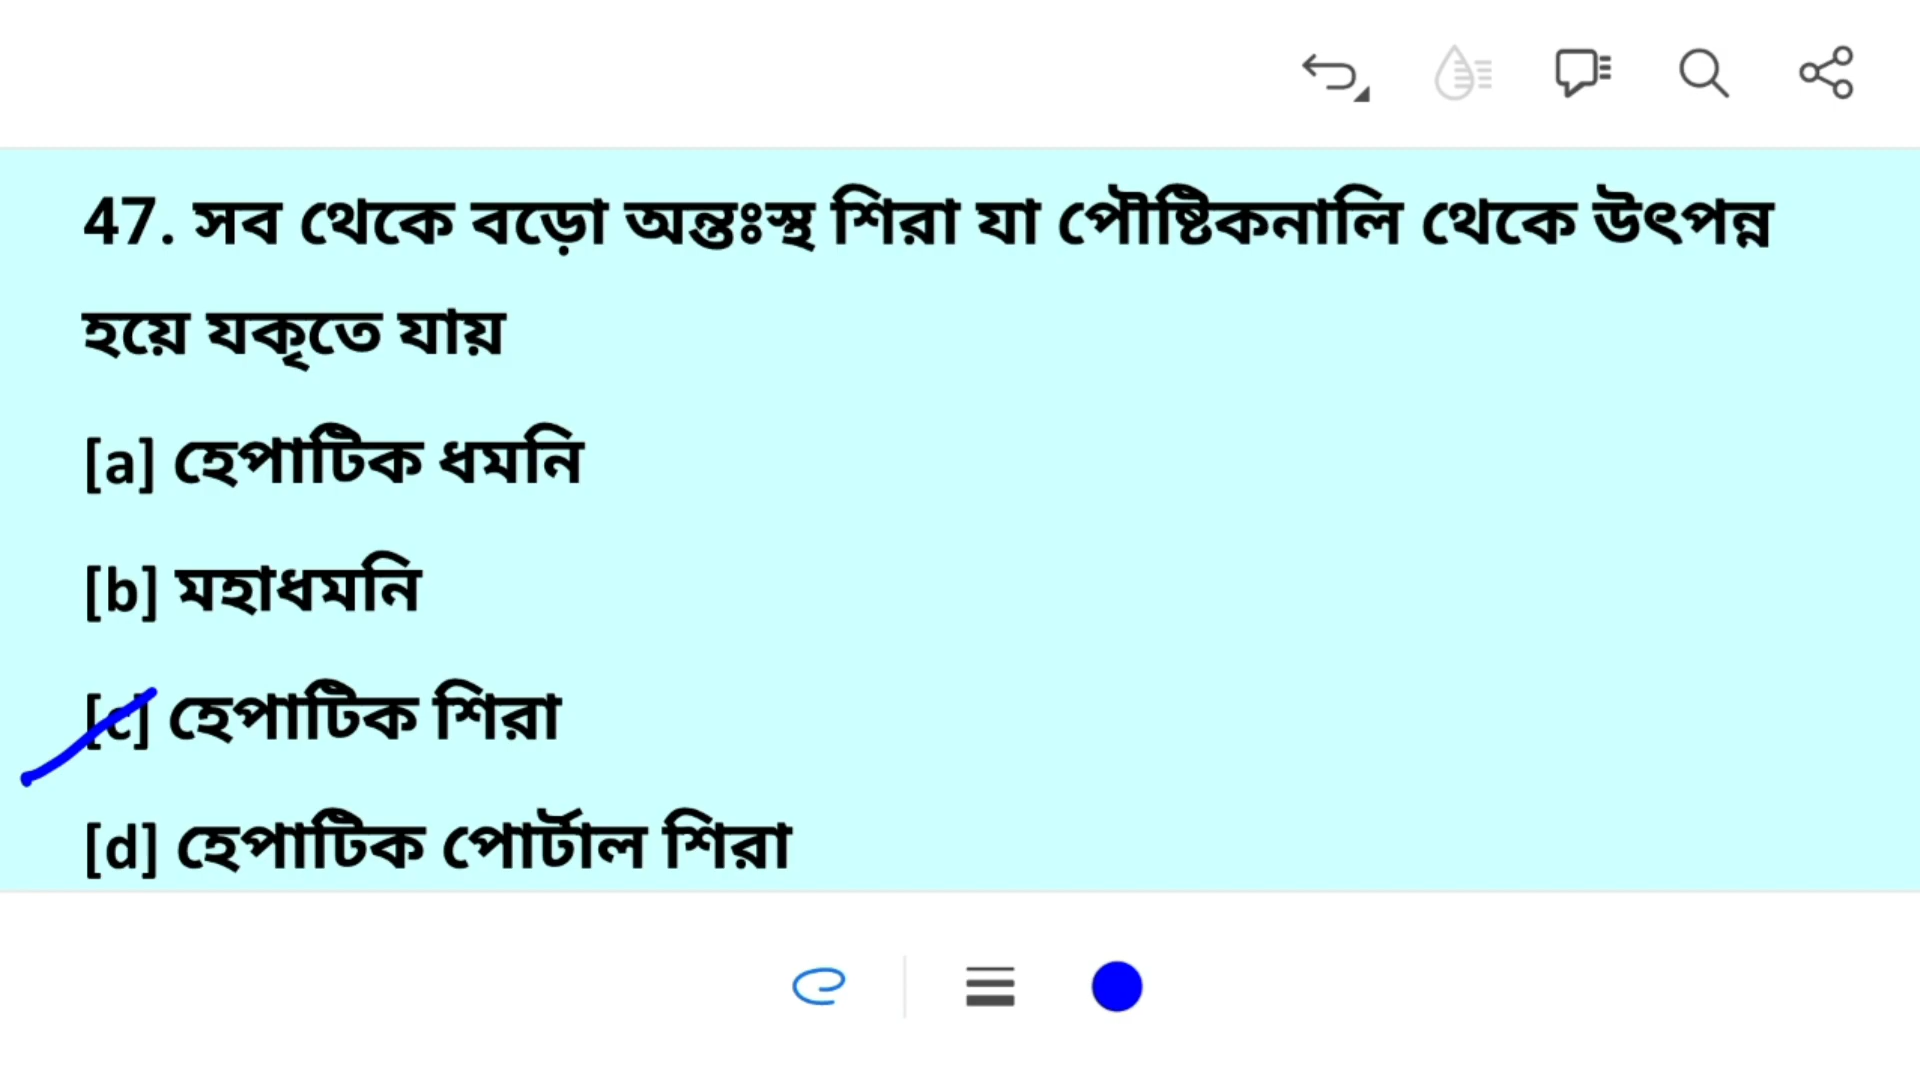 47. সব থেকে বড়ো অন্তঃস্থ শিরা যা পৌষ্টিকনালি থেকে উৎপন্ন
হয়ে যকৃতে যায়
[a] হেপাটিক ধমনি
[b] মহাধমনি
[c] হেপাটিক শিরা
[d] হেপাটিক পোর্টাল শিরা